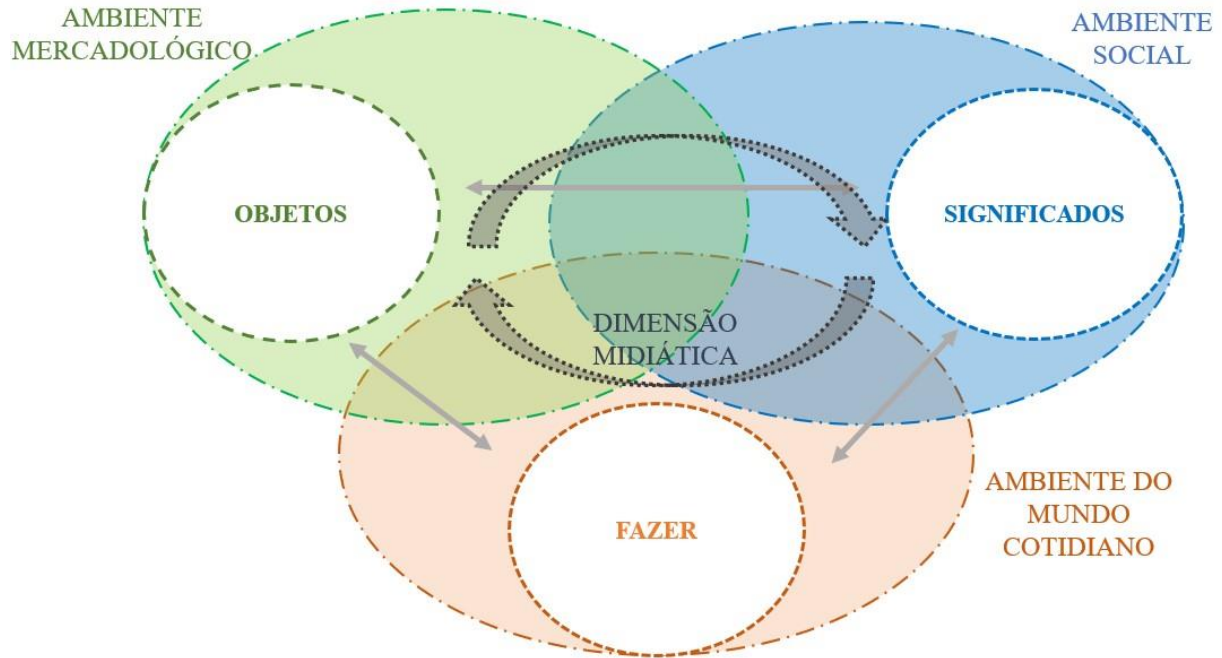 AMBIENTE
MERCADOLÓGICO
AMBIENTE
SOCIAL
OBJETOS
SIGNIFICADOS
DIMENSÃO
MIDIÁTICA
FAZER
AMBIENTE DO
MUNDO
COTIDIANO